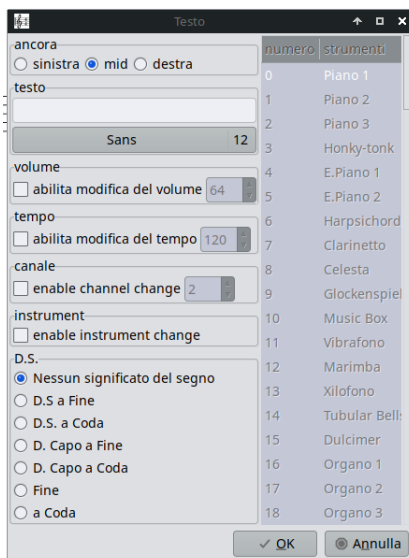 Testo
ancora
sinistra mid destra
testo
Sans 12
volume
abilita modifica del volume 64
tempo
abilita modifica del tempo 120
canale
enable channel change 2
instrument
enable instrument change
D.S.
Nessun significato del segno
D.S a Fine
D.S. a Coda
D. Capo a Fine
D. Capo a Coda
Fine
a Coda
numero strumenti
0 Piano 1
1 Piano 2
2 Piano 3
3 Honky-tonk
4 E.Piano 1
5 E.Piano 2
6 Harpsichord
7 Clarinetto
8 Celesta
9 Glockenspiel
10 Music Box
11 Vibrafono
12 Marimba
13 Xilofono
14 Tubular Bells
15 Dulcimer
16 Organo 1
17 Organo 2
18 Organo 3
OK Annulla